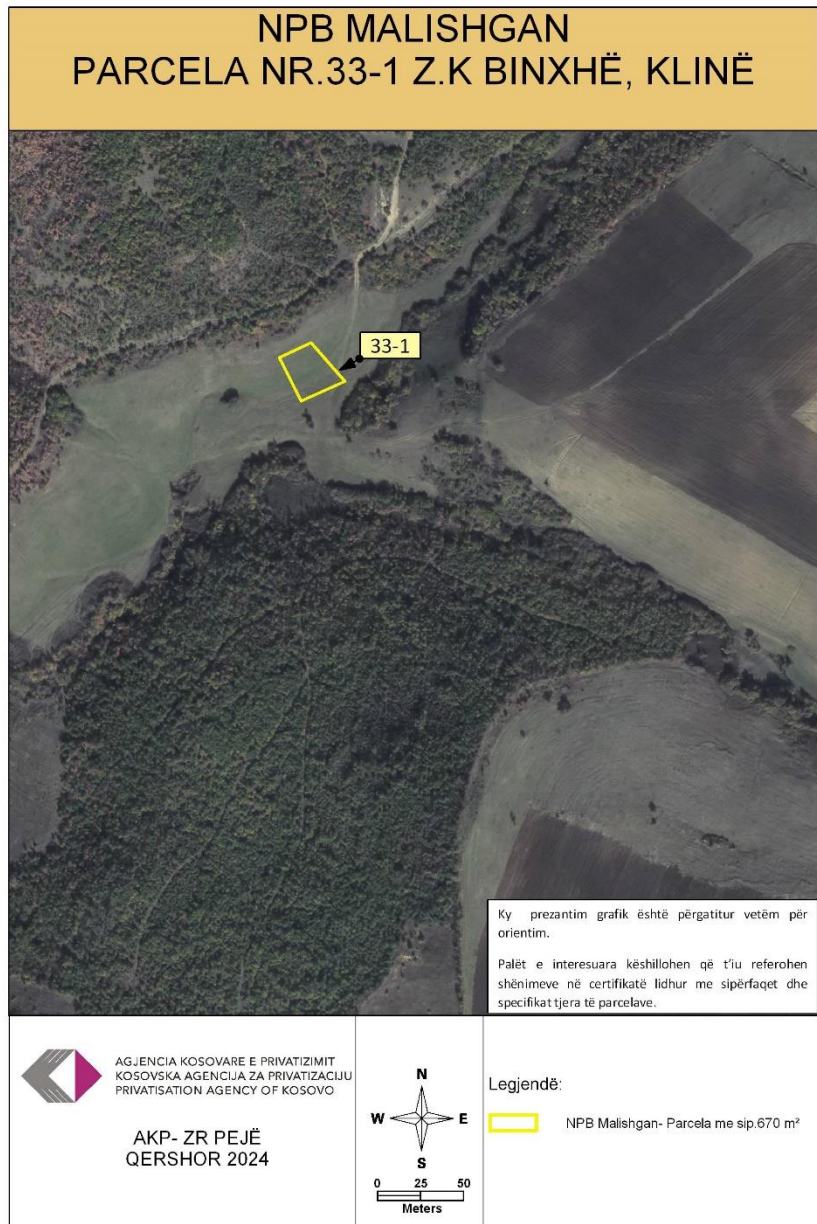 NPB MALISHGAN
PARCELA NR.33-1 Z.K BINXHË, KLINË
33-1
Ky prezantim grafik është përgatitur vetëm për
orientim.
Palët e interesuara këshillohen që t'iu referohen
shënimeve në certifikatë lidhur me sipërfaqet dhe
specifikat tjera të parcelave.
AGJENCIA KOSOVARE E PRIVATIZIMIT
KOSOVSKA AGENCIJA ZA PRIVATIZACIJU
PRIVATISATION AGENCY OF KOSOVO
AKP- ZR PEJË
QERSHOR 2024
N
W E
S
0 25 50
Meters
Legjendë:
NPB Malishgan- Parcela me sip.670 m²